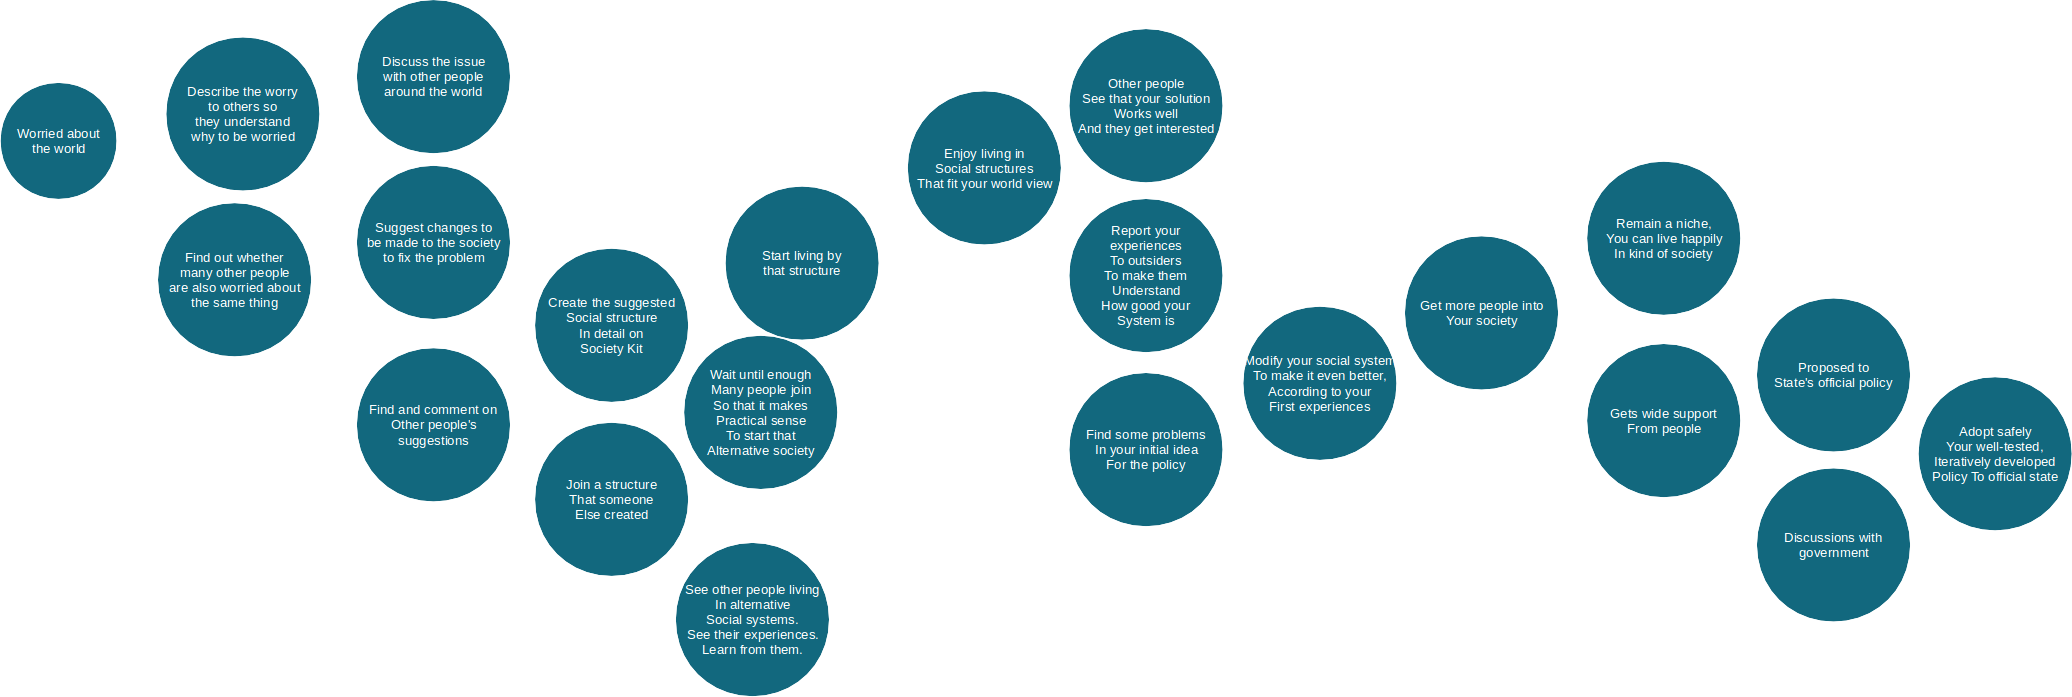 Worried about
the world
Describe the worry
to others so
they understand
why to be worried
Find out whether
many other people
are also worried about
the same thing
Discuss the issue
with other people
around the world
Suggest changes to
be made to the society
to fix the problem
Find and comment on
Other people's
suggestions
Create the suggested
Social structure
In detail on
Society Kit
Join a structure
That someone
Else created
Start living by
that structure
Wait until enough
Many people join
So that it makes
Practical sense
To start that
Alternative society
See other people living
In alternative
Social systems.
See their experiences.
Learn from them.
Enjoy living in
Social structures
That fit your world view
Other people
See that your solution
Works well
And they get interested
Report your
experiences
To outsiders
To make them
Understand
How good your
System is
Find some problems
In your initial idea
For the policy
Modify your social system
To make it even better,
According to your
First experiences
Get more people into
Your society
Remain a niche,
You can live happily
In kind of society
Gets wide support
From people
Proposed to
State's official policy
Discussions with
government
Adopt safely
Your well-tested,
Iteratively developed
Policy To official state